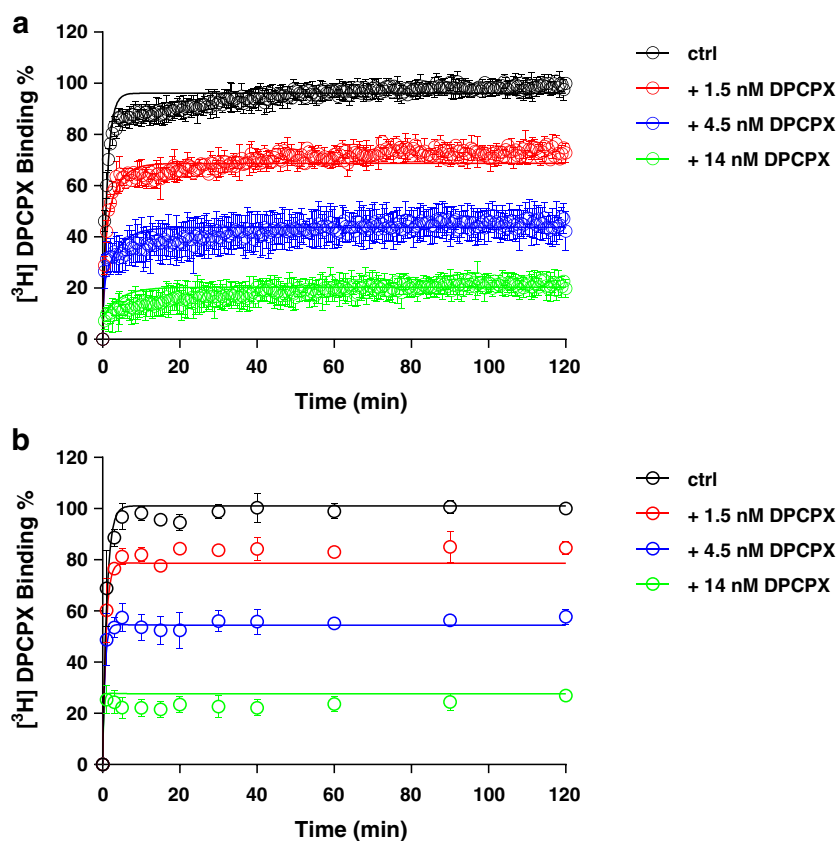 a
[³H] DPCPX Binding %
120
100
80
60
40
20
0
0 20 40 60 80 100 120
Time (min)
ctrl
+ 1.5 nM DPCPX
+ 4.5 nM DPCPX
+ 14 nM DPCPX
b
[³H] DPCPX Binding %
120
100
80
60
40
20
0
0 20 40 60 80 100 120
Time (min)
ctrl
+ 1.5 nM DPCPX
+ 4.5 nM DPCPX
+ 14 nM DPCPX